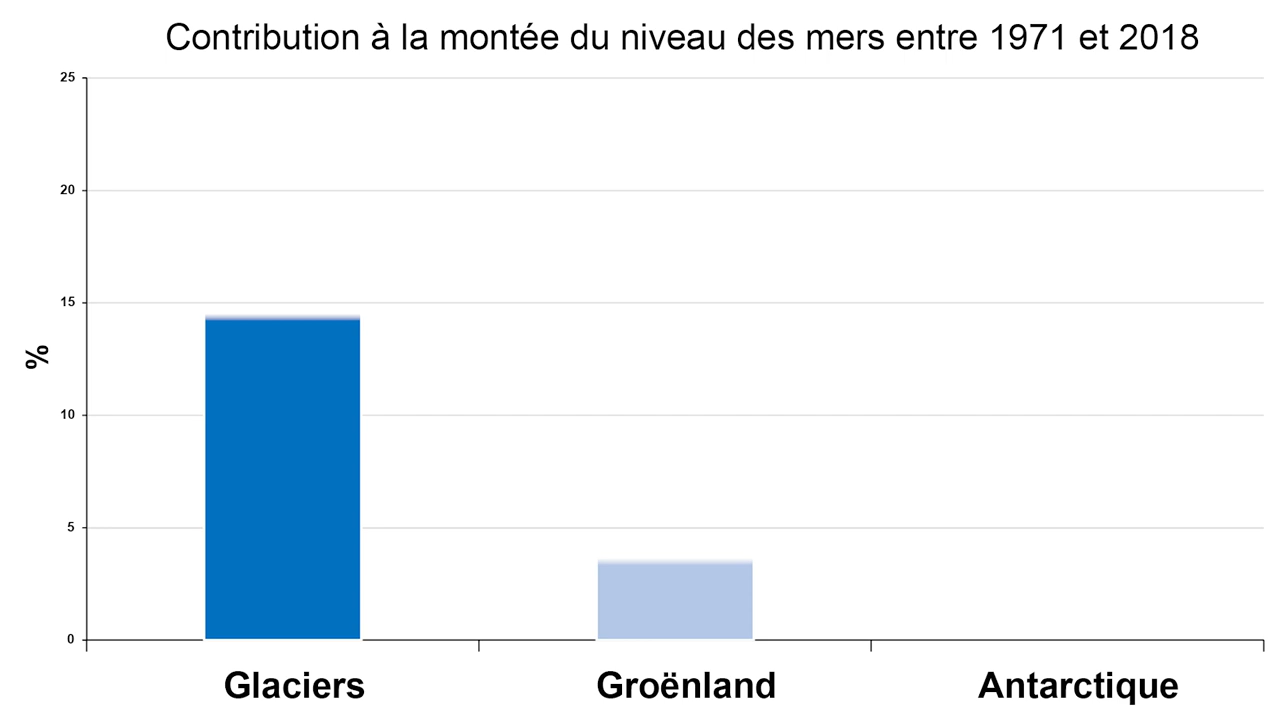 Contribution à la montée du niveau des mers entre 1971 et 2018
25
20
15
10
5
0
%
Glaciers
Groënland
Antarctique